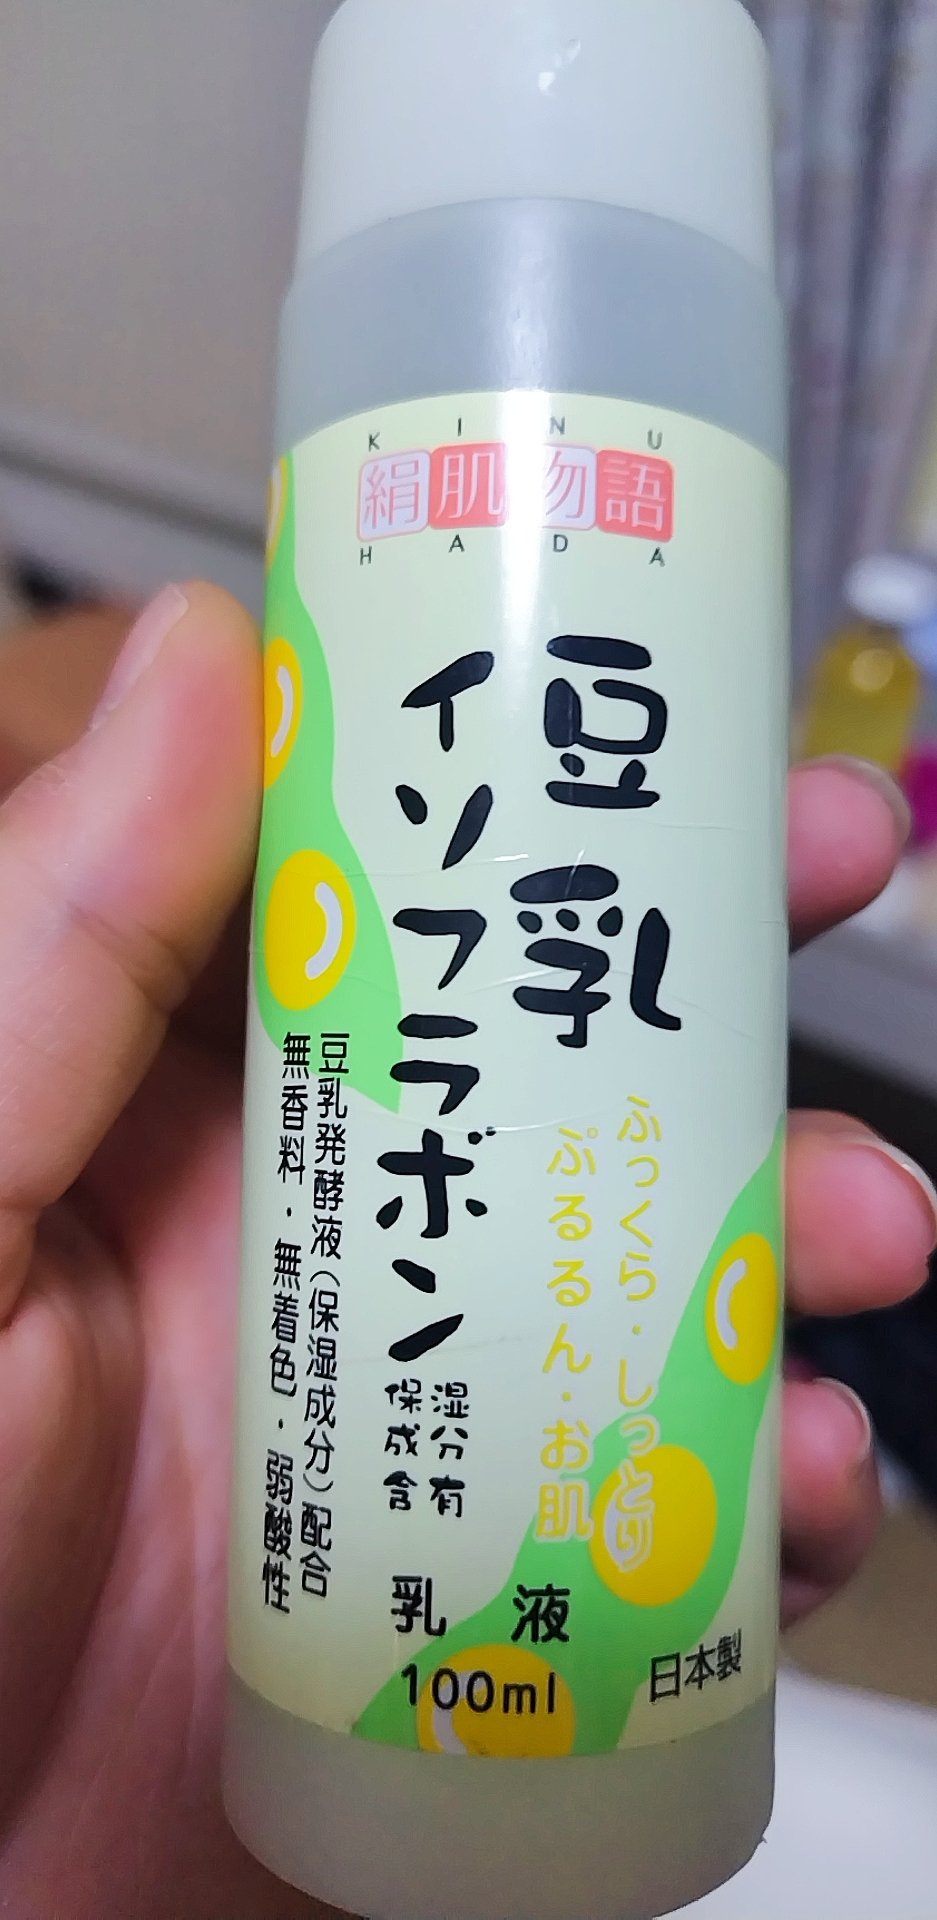 KINU
絹肌物語
HADA
豆乳
イソフラボン
保湿
成分
含有
ふっくら・しっとり
ぷるるん・お肌
豆乳発酵液(保湿成分)配合
無香料・無着色・弱酸性
乳液
100ml
日本製